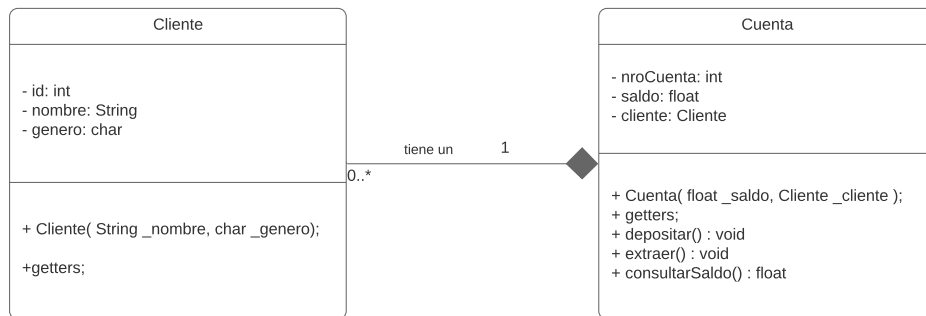 Cliente
- id: int
- nombre: String
- genero: char
+ Cliente( String _nombre, char _genero);
+getters;
tiene un
1
0..*
Cuenta
- nroCuenta: int
- saldo: float
- cliente: Cliente
+ Cuenta( float _saldo, Cliente _cliente );
+ getters;
+ depositar() : void
+ extraer() : void
+ consultarSaldo() : float